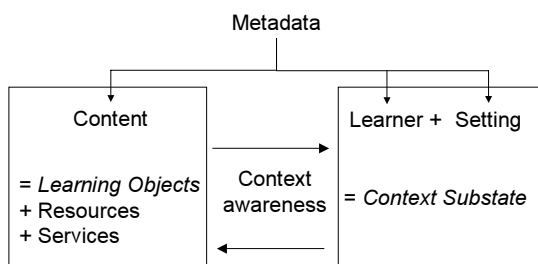 Metadata
Content
Learner + Setting
= Learning Objects
+ Resources
+ Services
Context
awareness
= Context Substate